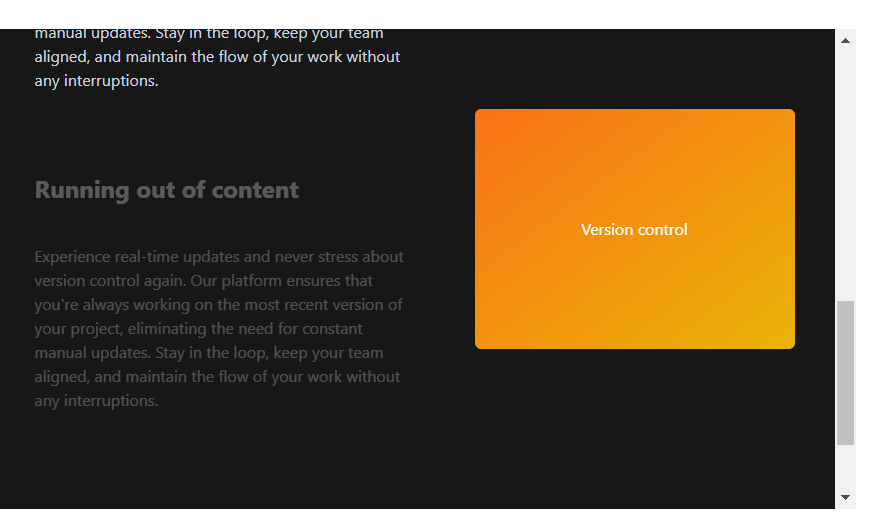 manual updates. Stay in the loop, keep your team
aligned, and maintain the flow of your work without
any interruptions.
Running out of content
Experience real-time updates and never stress about
version control again. Our platform ensures that
you're always working on the most recent version of
your project, eliminating the need for constant
manual updates. Stay in the loop, keep your team
aligned, and maintain the flow of your work without
any interruptions.
Version control